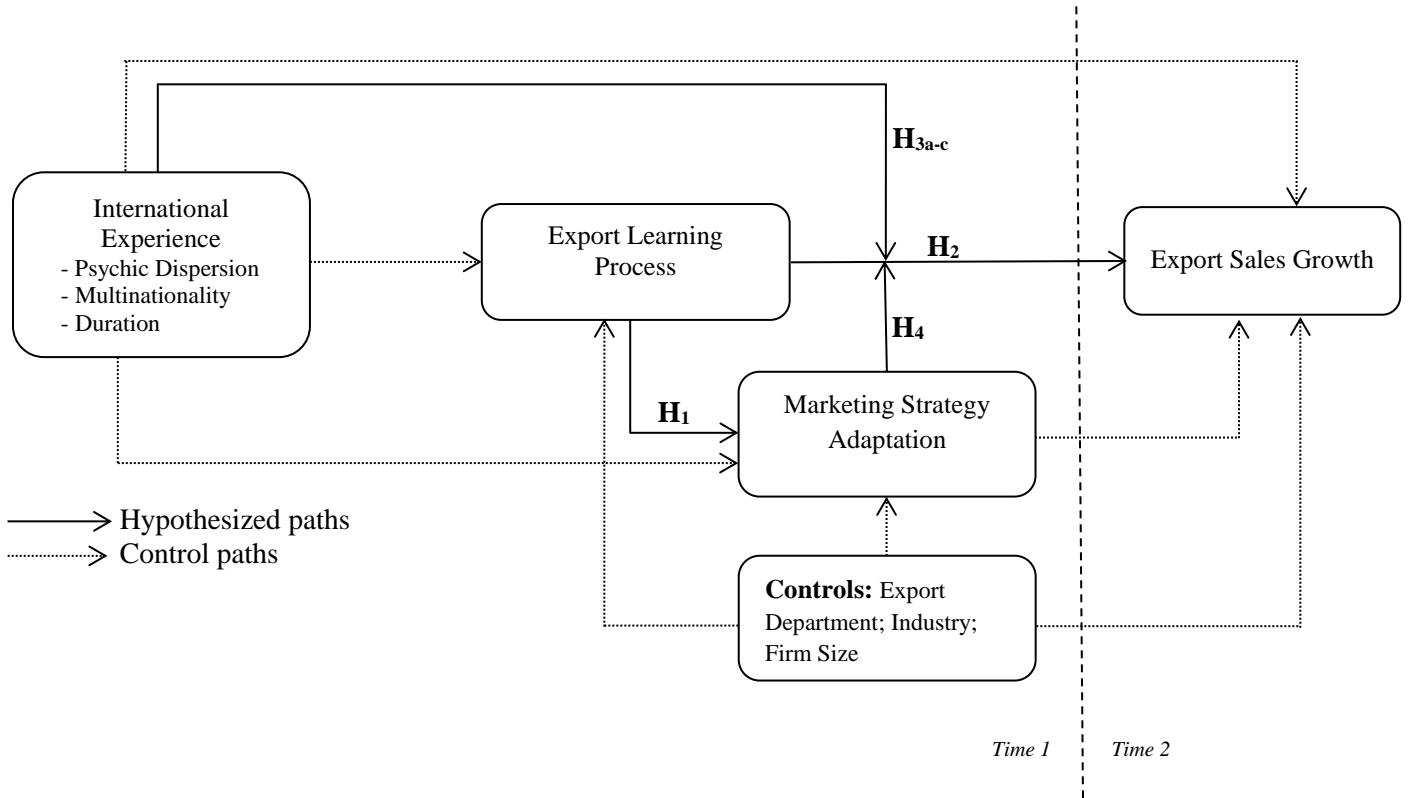 H3a-c
International
Experience
- Psychic Dispersion
- Multinationality
- Duration
Export Learning
Process
H2
Export Sales Growth
H4
H1
Marketing Strategy
Adaptation
Hypothesized paths
Control paths
Controls: Export
Department; Industry;
Firm Size
Time 1
Time 2